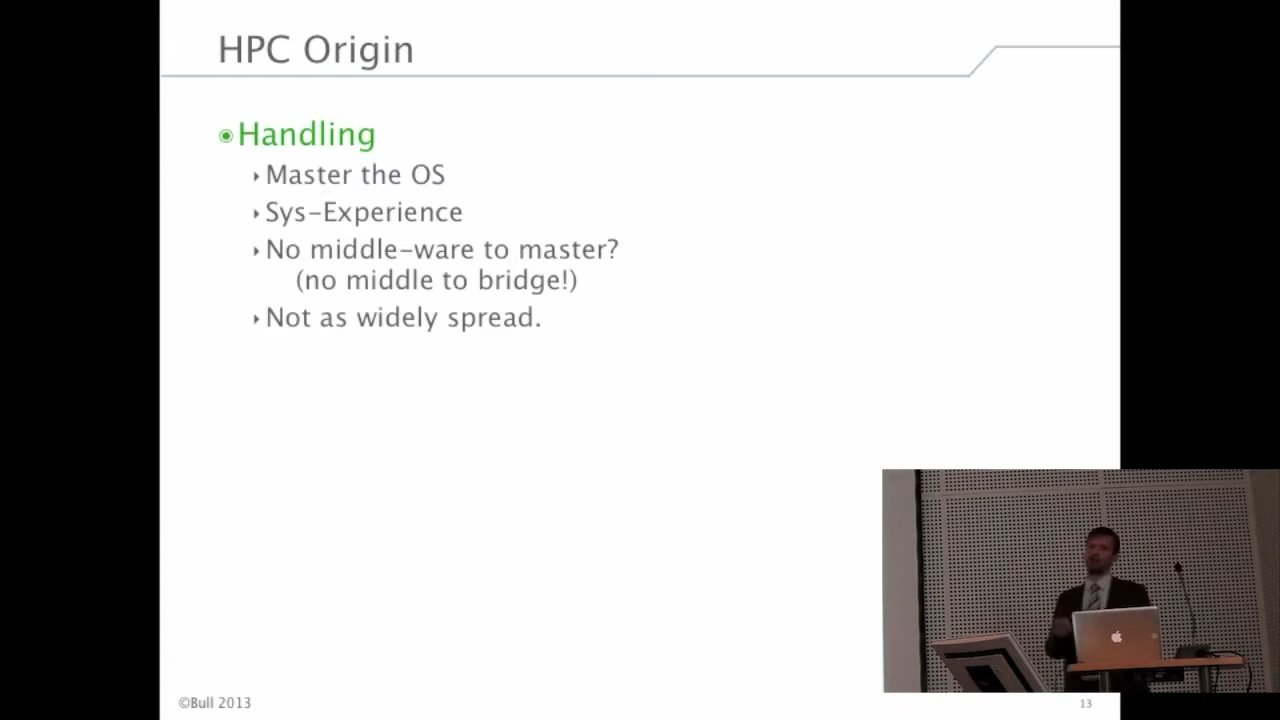 HPC Origin
Handling
Master the OS
Sys-Experience
No middle-ware to master?
(no middle to bridge!)
Not as widely spread.
©Bull 2013
13